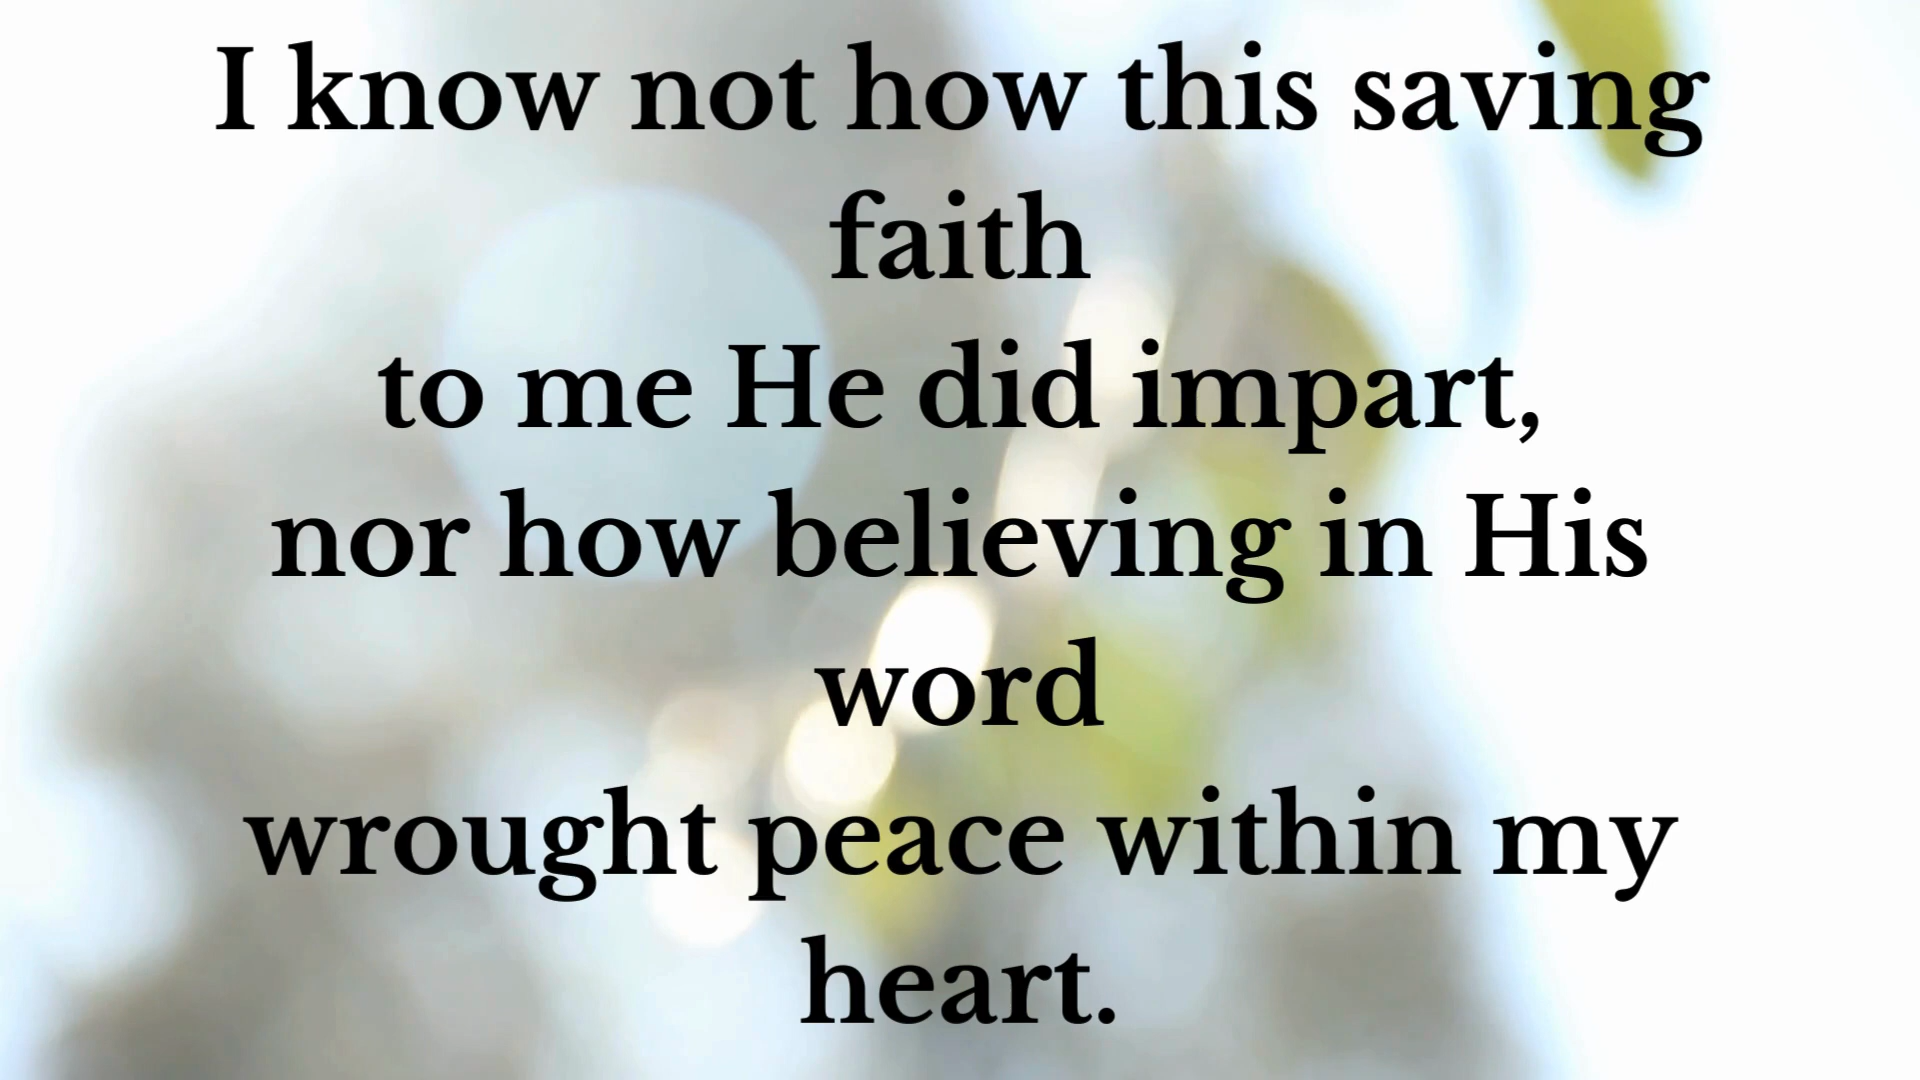 I know not how this saving
faith
to me He did impart,
nor how believing in His
word
wrought peace within my
heart.